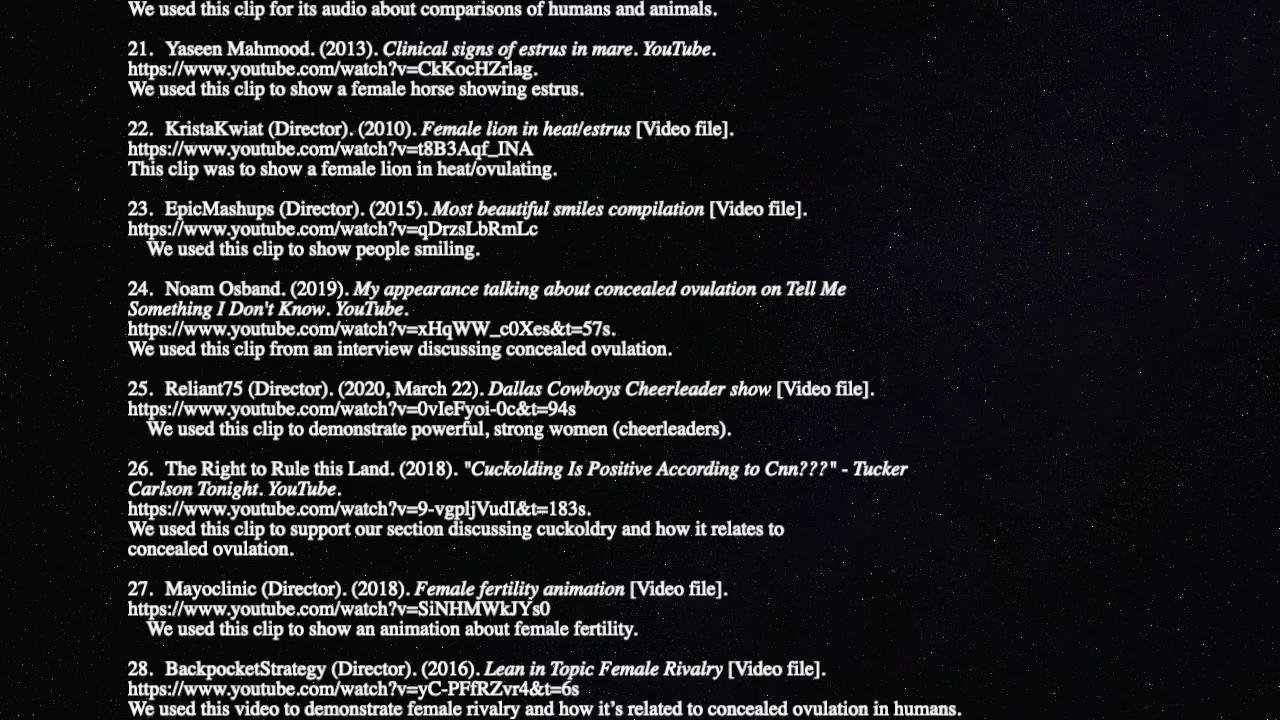 We used this clip for its audio about comparisons of humans and animals.
21. Yaseen Mahmood. (2013). Clinical signs of estrus in mare. YouTube.
https://www.youtube.com/watch?v=CkKocHZrlag.
We used this clip to show a female horse showing estrus.
22. KristaKwiat (Director). (2010). Female lion in heat/estrus [Video file].
https://www.youtube.com/watch?v=t8B3Aqf_INA
This clip was to show a female lion in heat/ovulating.
23. EpicMashups (Director). (2015). Most beautiful smiles compilation [Video file].
https://www.youtube.com/watch?v=qDrzsLbRmLc
We used this clip to show people smiling.
24. Noam Osband. (2019). My appearance talking about concealed ovulation on Tell Me
Something I Don't Know. YouTube.
https://www.youtube.com/watch?v=xHqWW_c0Xes&t=57s.
We used this clip from an interview discussing concealed ovulation.
25. Reliant75 (Director). (2020, March 22). Dallas Cowboys Cheerleader show [Video file].
https://www.youtube.com/watch?v=0vIeFyoi-0c&t=94s
We used this clip to demonstrate powerful, strong women (cheerleaders).
26. The Right to Rule this Land. (2018). "Cuckolding Is Positive According to Cnn???" - Tucker
Carlson Tonight. YouTube.
https://www.youtube.com/watch?v=9-vgpljVudI&t=183s.
We used this clip to support our section discussing cuckoldry and how it relates to
concealed ovulation.
27. Mayoclinic (Director). (2018). Female fertility animation [Video file].
https://www.youtube.com/watch?v=SiNHMWkJYs0
We used this clip to show an animation about female fertility.
28. BackpocketStrategy (Director). (2016). Lean in Topic Female Rivalry [Video file].
https://www.youtube.com/watch?v=yC-PFfRZvr4&t=6s
We used this video to demonstrate female rivalry and how it’s related to concealed ovulation in humans.